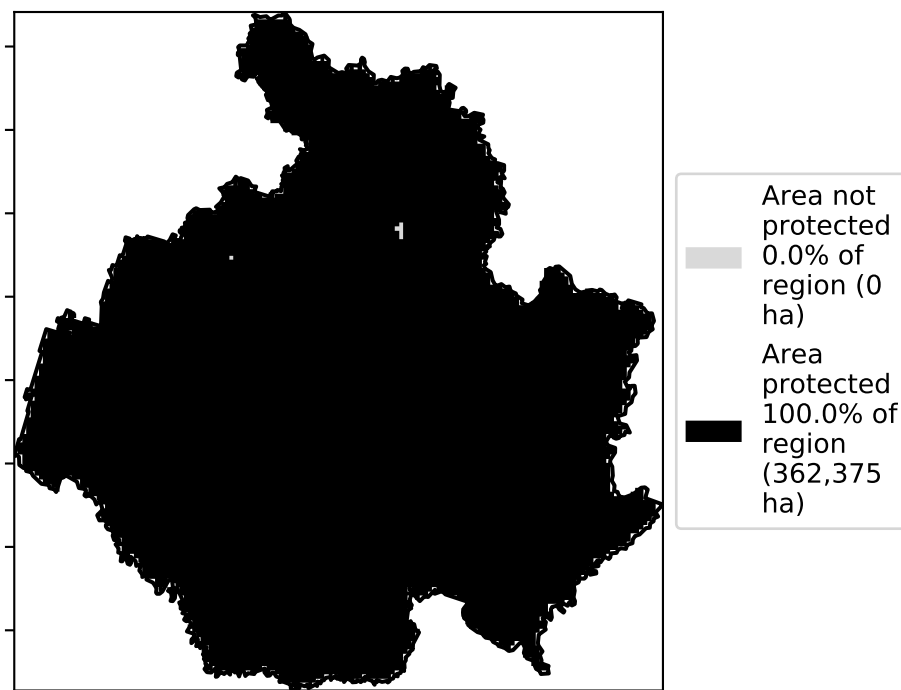 Area not
protected
0.0% of
region (0
ha)
Area
protected
100.0% of
region
(362,375
ha)